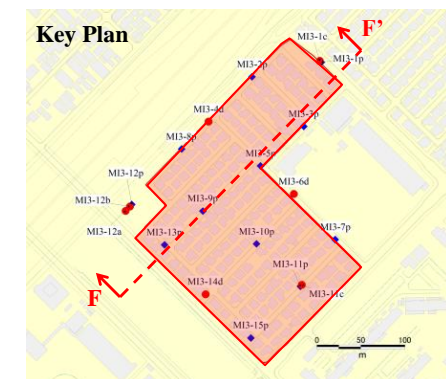 Key Plan
F’
MI3-1c
MI3-1p
MI3-2p
MI3-4d
MI3-3p
MI3-8p
MI3-5p
MI3-12p
MI3-6d
MI3-12b
MI3-9p
MI3-12a
MI3-7p
MI3-13p
MI3-10p
MI3-11p
MI3-14d
MI3-11c
F
MI3-15p
0 50 100
m